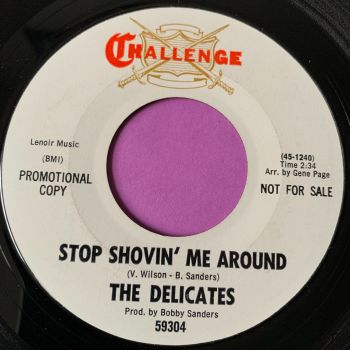 CHALLENGE
Lenoir Music
(BMI)
PROMOTIONAL
COPY
(45-1240)
Time 2:34
Arr. by Gene Page
NOT FOR SALE
STOP SHOVIN' ME AROUND
(V. Wilson - B. Sanders)
THE DELICATES
Prod. by Bobby Sanders
59304